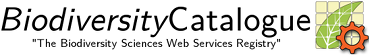 BiodiversityCatalogue
"The Biodiversity Sciences Web Services Registry"